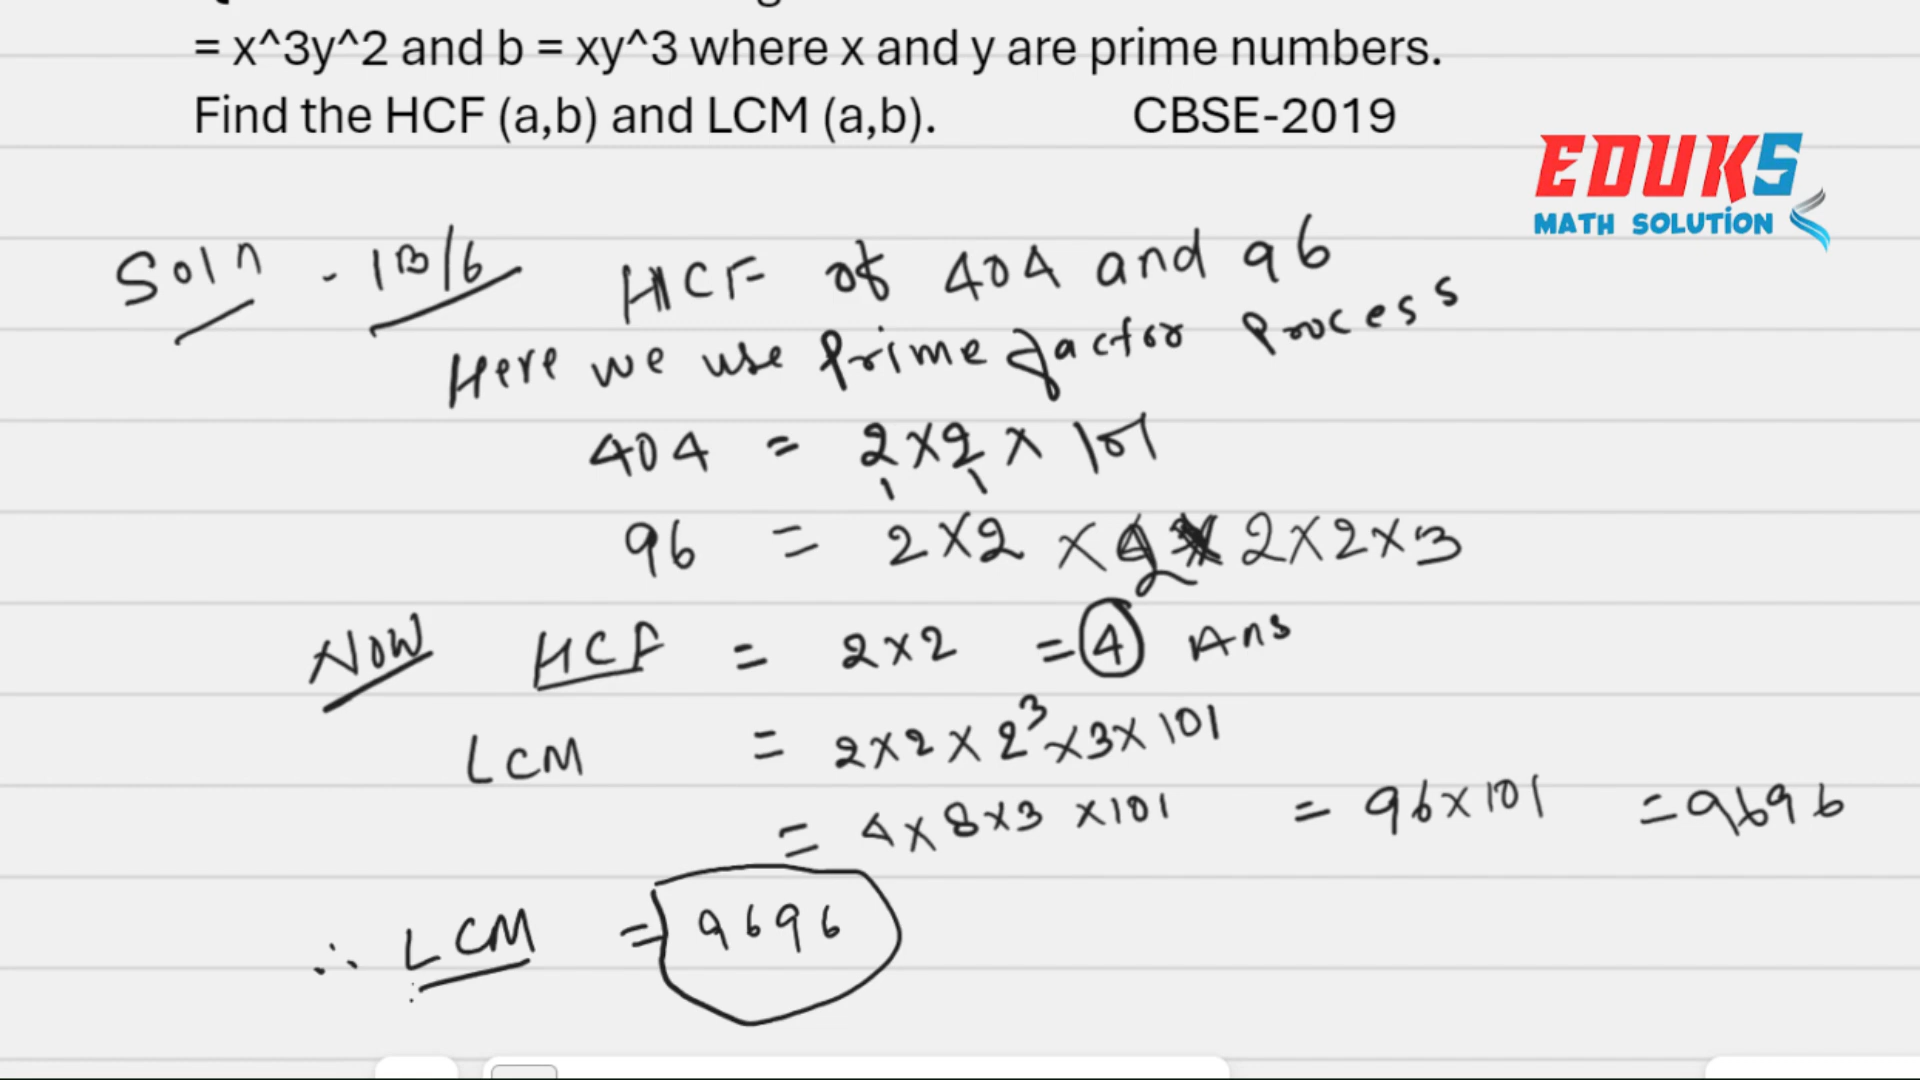 = x^3y^2 and b = xy^3 where x and y are prime numbers.
Find the HCF (a,b) and LCM (a,b). CBSE-2019
EDUKS
MATH SOLUTION
Soln - 1B/6 HCF of 404 and 96
Here we use prime factor process
404 = 2×2×101
96 = 2×2×2×2×2×3
Now HCF = 2×2 = 4 Ans
LCM = 2×2×2³×3×101
= 4×8×3×101 = 96×101 = 9696
∴ LCM = 9696